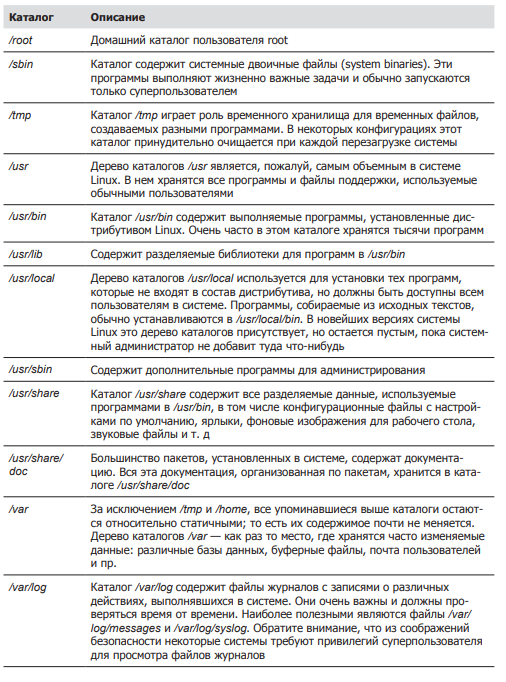 Каталог Описание
/root Домашний каталог пользователя root
/sbin Каталог содержит системные двоичные файлы (system binaries). Эти
программы выполняют жизненно важные задачи и обычно запускаются
только суперпользователем
/tmp Каталог /tmp играет роль временного хранилища для временных файлов,
создаваемых разными программами. В некоторых конфигурациях этот
каталог принудительно очищается при каждой перезагрузке системы
/usr Дерево каталогов /usr является, пожалуй, самым объемным в системе
Linux. В нем хранятся все программы и файлы поддержки, используемые
обычными пользователями
/usr/bin Каталог /usr/bin содержит выполняемые программы, установленные дис-
трибутивом Linux. Очень часто в этом каталоге хранятся тысячи программ
/usr/lib Содержит разделяемые библиотеки для программ в /usr/bin
/usr/local Дерево каталогов /usr/local используется для установки тех программ,
которые не входят в состав дистрибутива, но должны быть доступны всем
пользователям в системе. Программы, собираемые из исходных текстов,
обычно устанавливаются в /usr/local/bin. В новейших версиях системы
Linux это дерево каталогов присутствует, но остается пустым, пока систем-
ный администратор не добавит туда что-нибудь
/usr/sbin Содержит дополнительные программы для администрирования
/usr/share Каталог /usr/share содержит все разделяемые данные, используемые
программами в /usr/bin, в том числе конфигурационные файлы с настрой-
ками по умолчанию, ярлыки, фоновые изображения для рабочего стола,
звуковые файлы и т. д
/usr/share/ Большинство пакетов, установленных в системе, содержат документа-
doc цию. Вся эта документация, организованная по пакетам, хранится в ката-
логе /usr/share/doc
/var За исключением /tmp и /home, все упоминавшиеся выше каталоги остают-
ся относительно статичными; то есть их содержимое почти не меняется.
Дерево каталогов /var — как раз то место, где хранятся часто изменяемые
данные: различные базы данных, буферные файлы, почта пользователей
и пр.
/var/log Каталог /var/log содержит файлы журналов с записями о различных
действиях, выполнявшихся в системе. Они очень важны и должны про-
веряться время от времени. Наиболее полезными являются файлы /var/
log/messages и /var/log/syslog. Обратите внимание, что из соображений
безопасности некоторые системы требуют привилегий суперпользователя
для просмотра файлов журналов